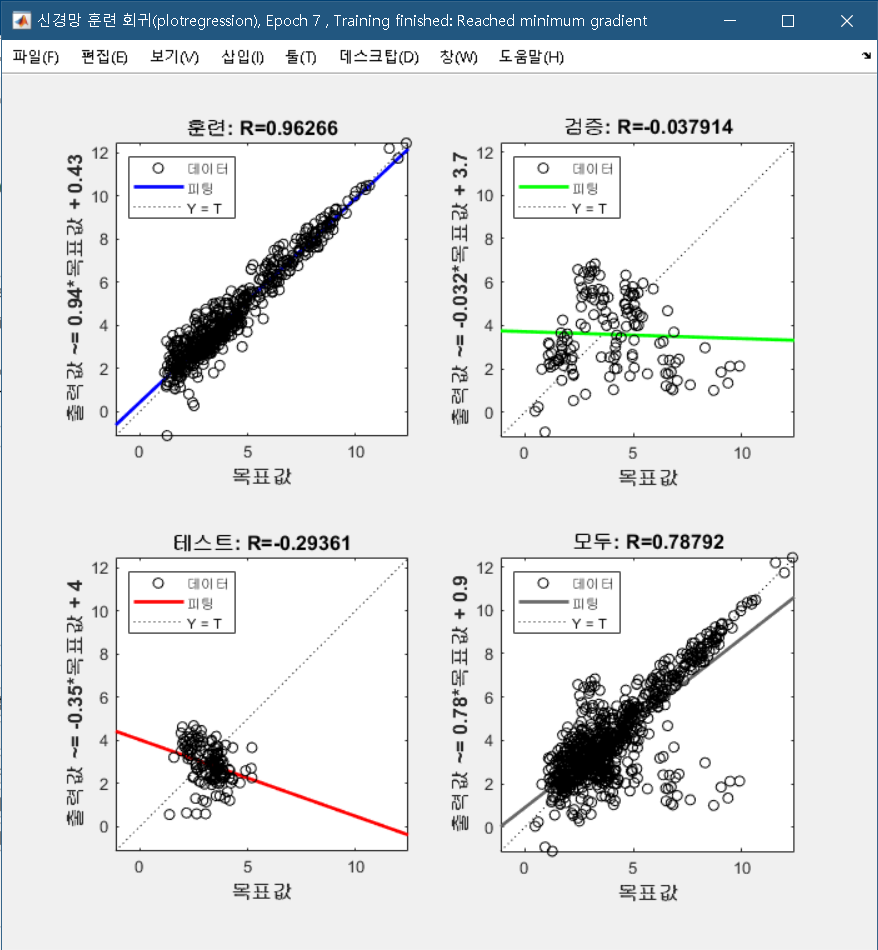 신경망 훈련 회귀(plotregression), Epoch 7 , Training finished: Reached minimum gradient
파일(F) 편집(E) 보기(V) 삽입(I) 툴(T) 데스크탑(D) 창(W) 도움말(H)
훈련: R=0.96266
출력값 ~= 0.94*목표값 + 0.43
12
10
8
6
4
2
0
데이터
피팅
Y = T
0 5 10
목표값
검증: R=-0.037914
출력값 ~= -0.032*목표값 + 3.7
12
10
8
6
4
2
0
데이터
피팅
Y = T
0 5 10
목표값
테스트: R=-0.29361
출력값 ~= -0.35*목표값 + 4
12
10
8
6
4
2
0
데이터
피팅
Y = T
0 5 10
목표값
모두: R=0.78792
출력값 ~= 0.78*목표값 + 0.9
12
10
8
6
4
2
0
데이터
피팅
Y = T
0 5 10
목표값